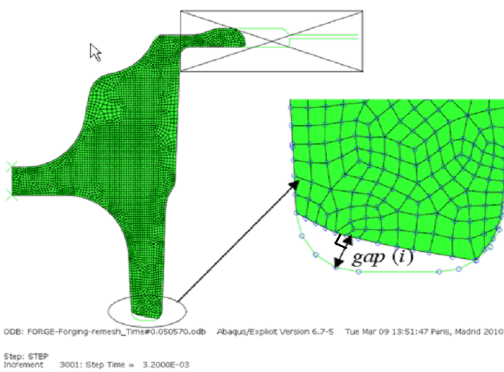 gap (i)
ODB: FORGE-Forging-remesh_Time#0.050570.odb Abaqus/Explicit Version 6.7-5 Tue Mar 09 13:51:47 Paris, Madrid 2010
Step: STEP
Increment 3001: Step Time = 3.2000E-03